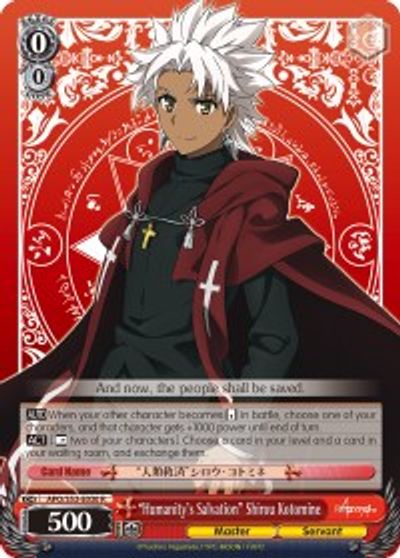 0
0
And now, the people shall be saved.
AUTO When your other character becomes in battle, choose one of your
characters, and that character gets +1000 power until end of turn.
ACT [ two of your characters] Choose a card in your level and a card in
your waiting room, and exchange them.
Card Name "人類救済"シロウ・コトミネ
500
"Humanity's Salvation" Shirou Kotomine
Master Servant